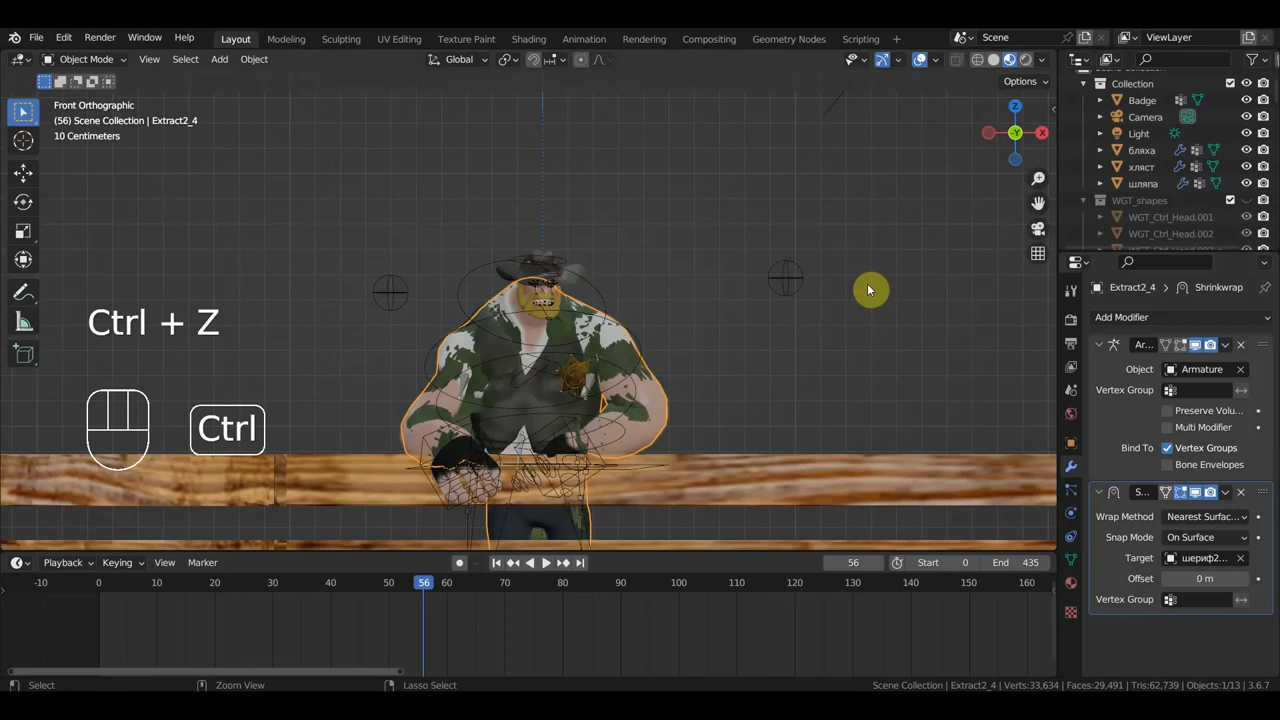 File Edit Render Window Help Layout Modeling Sculpting UV Editing Texture Paint Shading Animation Rendering Compositing Geometry Nodes Scripting + Scene ViewLayer
Object Mode View Select Add Object Global
Options
Front Orthographic
(56) Scene Collection | Extract2_4
10 Centimeters
Z
X
-Y
Ctrl + Z
Ctrl
Collection
Badge
Camera
Light
бляха
хляст
шляпа
WGT_shapes
WGT_Ctrl_Head.001
WGT_Ctrl_Head.002
Extract2_4 Shrinkwrap
Add Modifier
Ar...
Object Armature
Vertex Group
Preserve Volu...
Multi Modifier
Bind To Vertex Groups
Bone Envelopes
S...
Wrap Method Nearest Surfac...
Snap Mode On Surface
Target шериф2...
Offset 0 m
Vertex Group
Playback Keying View Marker 56 Start 0 End 435
-10 0 10 20 30 40 50 56 60 70 80 90 100 110 120 130 140 150 160
Select Zoom View Lasso Select Scene Collection | Extract2_4 | Verts:33,634 | Faces:29,491 | Tris:62,739 | Objects:1/13 | 3.6.7